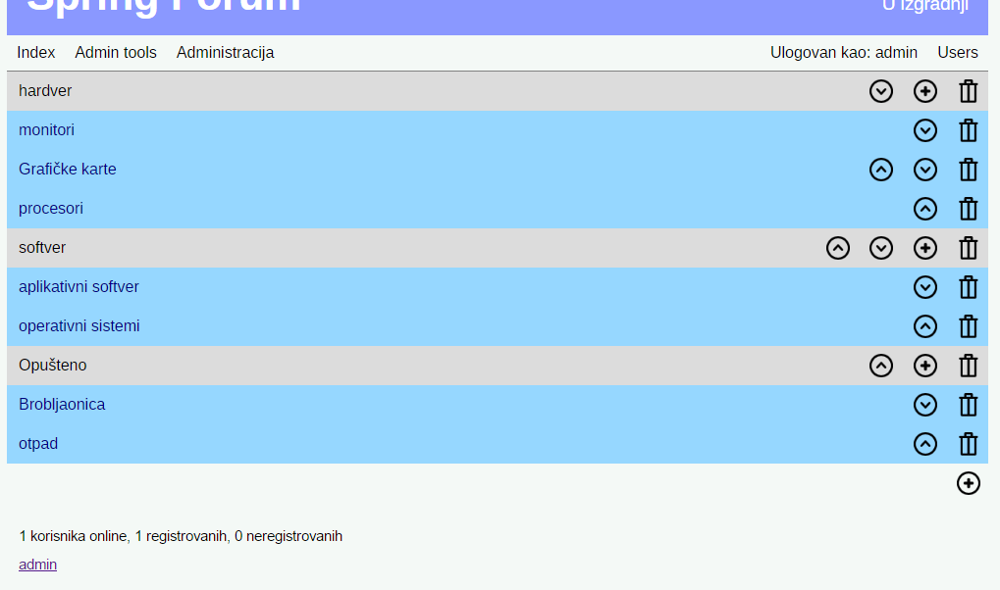 Spring Forum
U izgradnji
Index Admin tools Administracija Ulogovan kao: admin Users
hardver
monitori
Grafičke karte
procesori
softver
aplikativni softver
operativni sistemi
Opušteno
Brobljaonica
otpad
1 korisnika online, 1 registrovanih, 0 neregistrovanih
admin